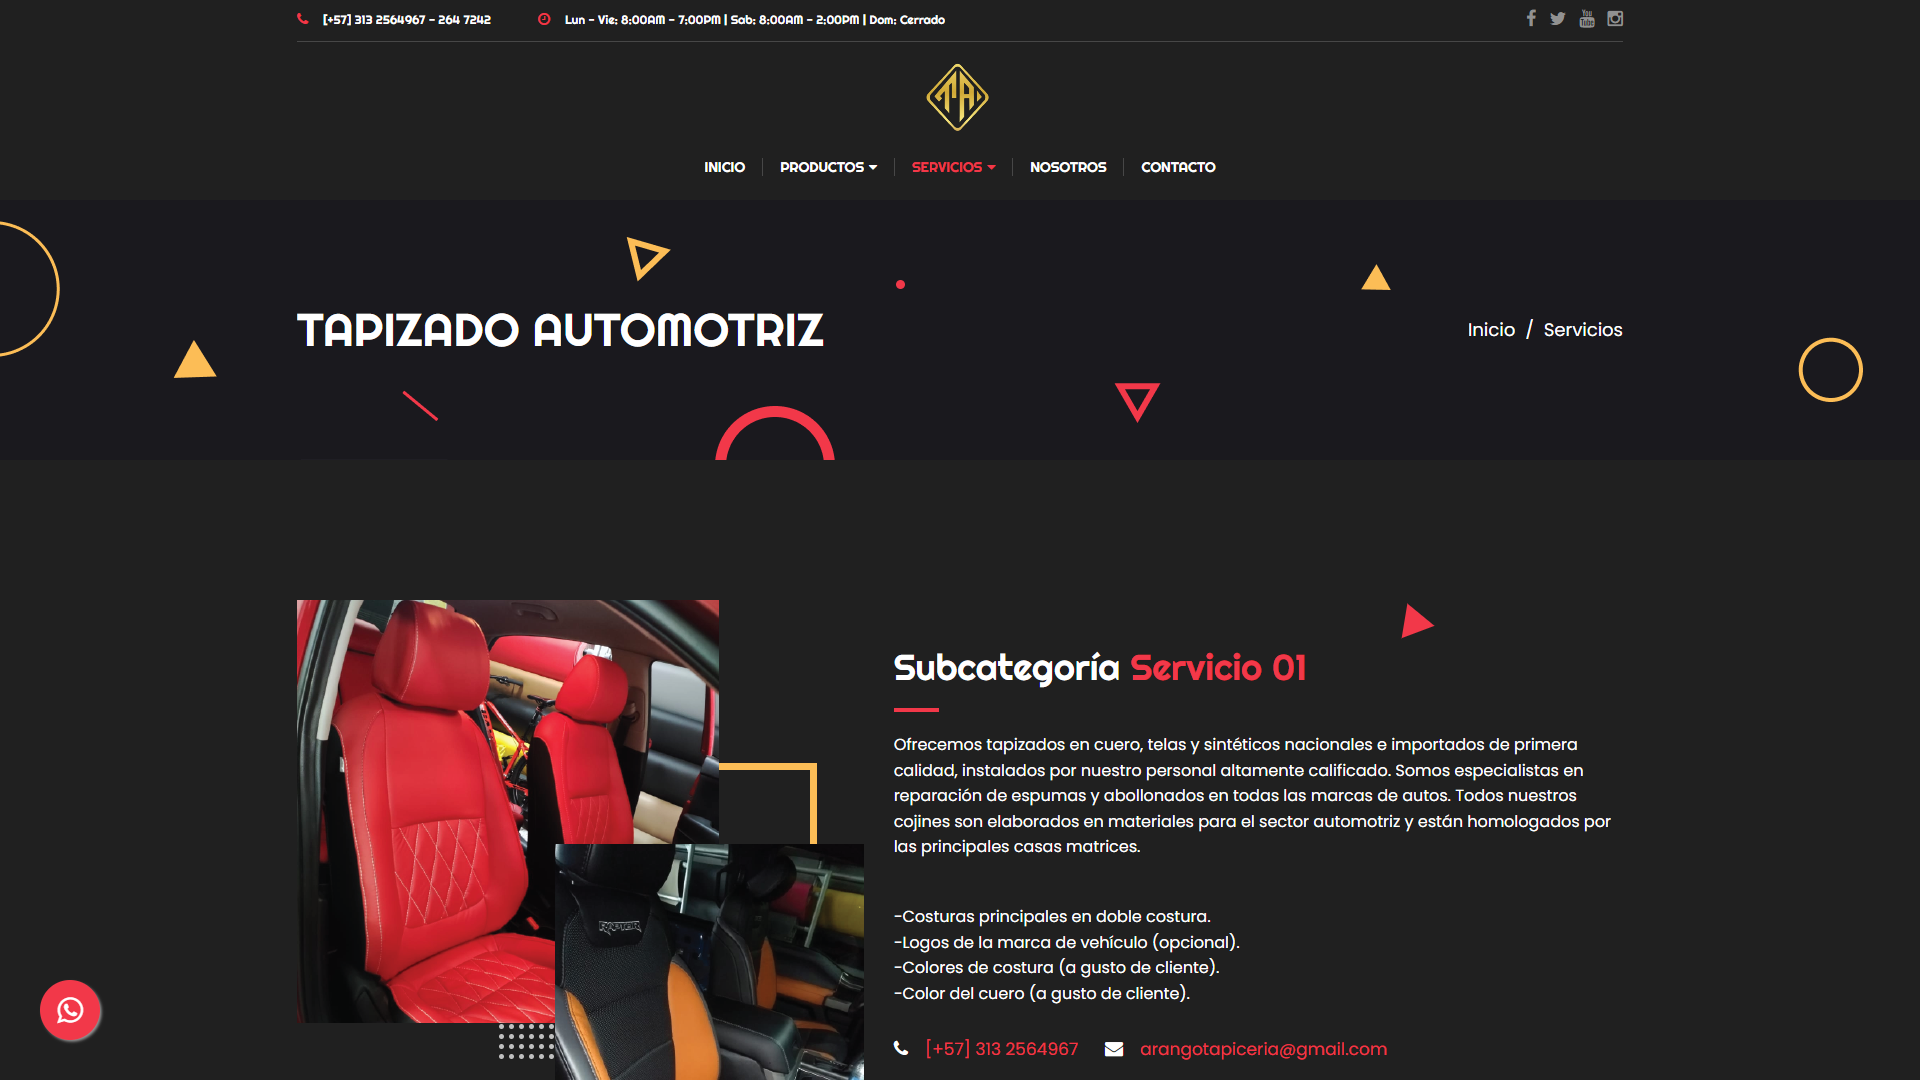 [+57] 313 2564967 - 264 7242
Lun - Vie: 8:00AM - 7:00PM | Sab: 8:00AM - 2:00PM | Dom: Cerrado
You
Tube
TA
INICIO
PRODUCTOS
SERVICIOS
NOSOTROS
CONTACTO
TAPIZADO AUTOMOTRIZ
Inicio / Servicios
Subcategoría Servicio 01
Ofrecemos tapizados en cuero, telas y sintéticos nacionales e importados de primera
calidad, instalados por nuestro personal altamente calificado. Somos especialistas en
reparación de espumas y abollonados en todas las marcas de autos. Todos nuestros
cojines son elaborados en materiales para el sector automotriz y están homologados por
las principales casas matrices.
-Costuras principales en doble costura.
-Logos de la marca de vehículo (opcional).
-Colores de costura (a gusto de cliente).
-Color del cuero (a gusto de cliente).
[+57] 313 2564967
arangotapiceria@gmail.com
RAPTOR